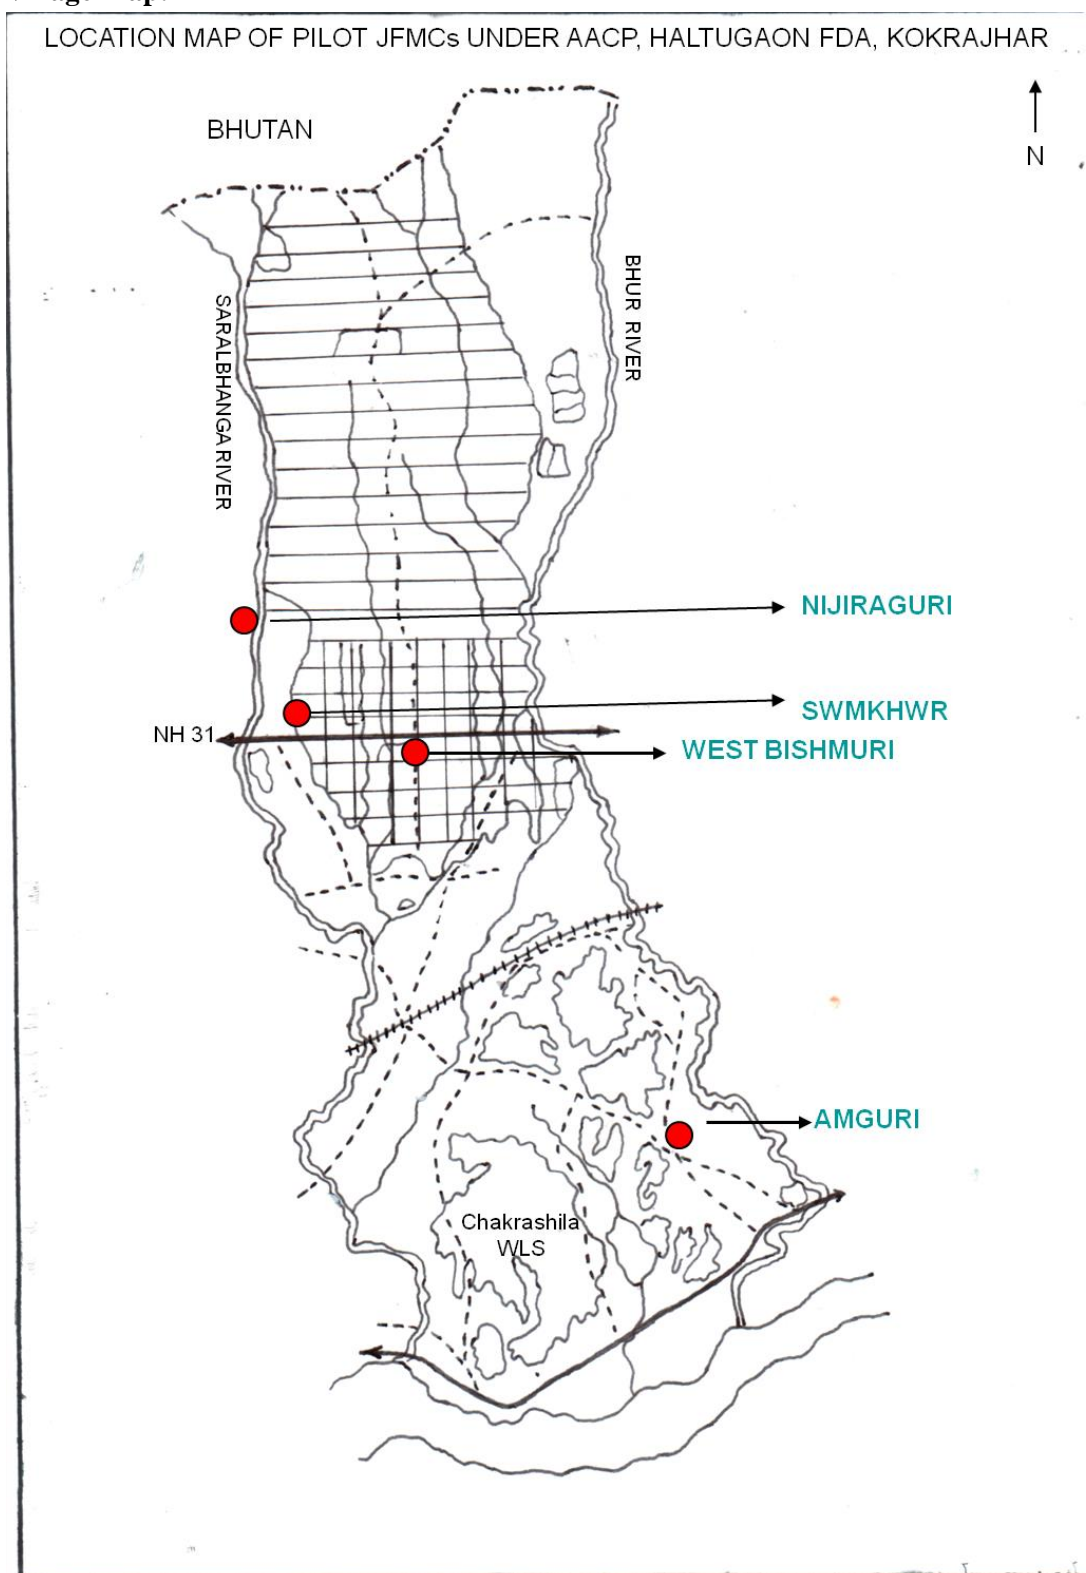 LOCATION MAP OF PILOT JFMCs UNDER AACP, HALTUGAON FDA, KOKRAJHAR
BHUTAN
N
BHUR RIVER
SARALBHANGA RIVER
NIJIRAGURI
SWMKHWR
NH 31
WEST BISHMURI
AMGURI
Chakrashila
WLS